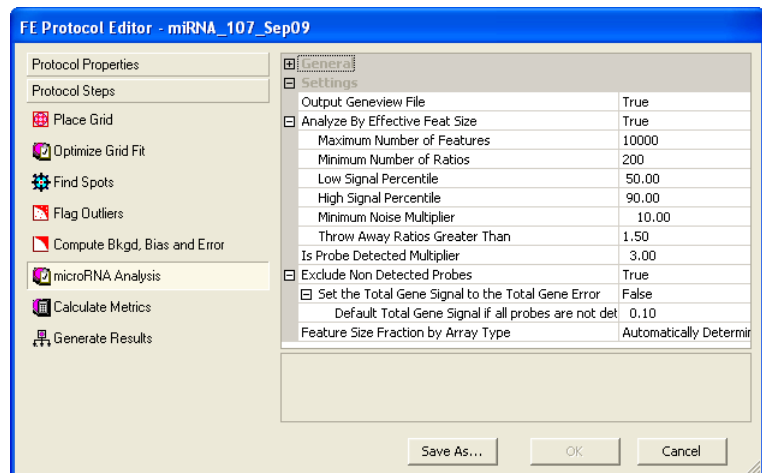 FE Protocol Editor - miRNA_107_Sep09
Protocol Properties
Protocol Steps
Place Grid
Optimize Grid Fit
Find Spots
Flag Outliers
Compute Bkgd, Bias and Error
microRNA Analysis
Calculate Metrics
Generate Results
General
Settings
Output Geneview File True
Analyze By Effective Feat Size True
Maximum Number of Features 10000
Minimum Number of Ratios 200
Low Signal Percentile 50.00
High Signal Percentile 90.00
Minimum Noise Multiplier 10.00
Throw Away Ratios Greater Than 1.50
Is Probe Detected Multiplier 3.00
Exclude Non Detected Probes True
Set the Total Gene Signal to the Total Gene Error False
Default Total Gene Signal if all probes are not det 0.10
Feature Size Fraction by Array Type Automatically Determin
Save As... OK Cancel